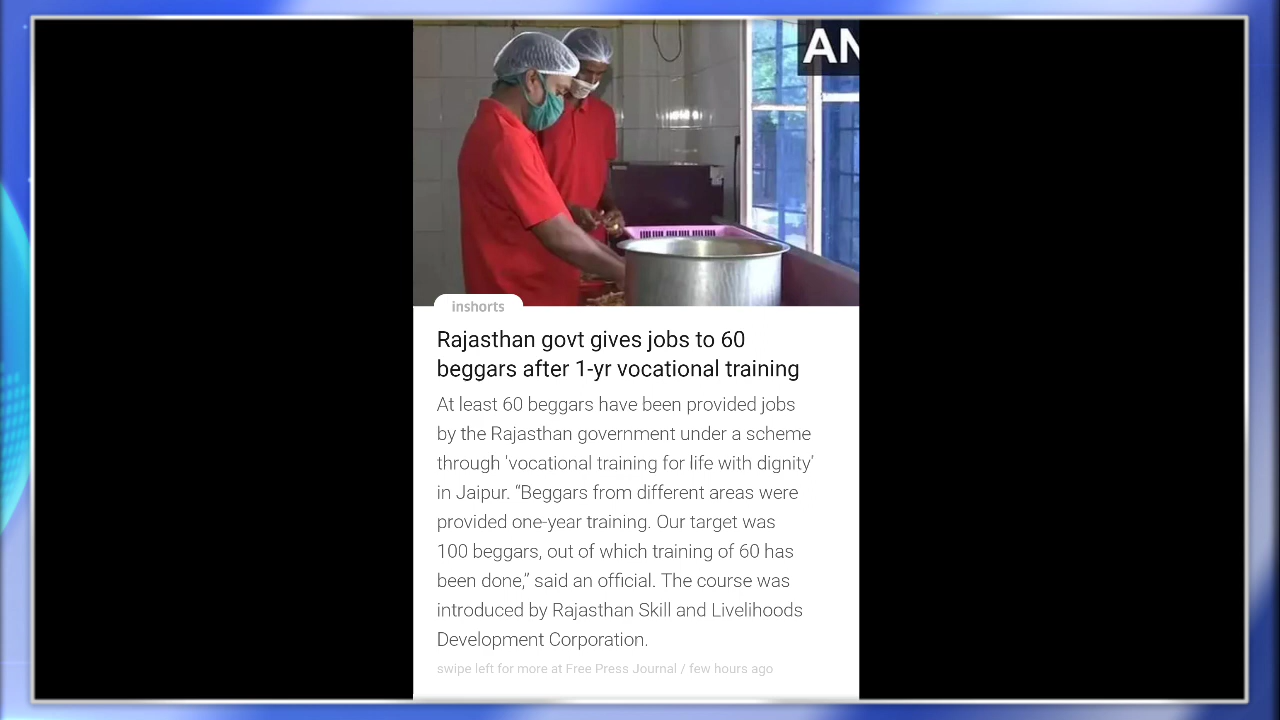 AN
inshorts
Rajasthan govt gives jobs to 60
beggars after 1-yr vocational training
At least 60 beggars have been provided jobs
by the Rajasthan government under a scheme
through 'vocational training for life with dignity'
in Jaipur. “Beggars from different areas were
provided one-year training. Our target was
100 beggars, out of which training of 60 has
been done,” said an official. The course was
introduced by Rajasthan Skill and Livelihoods
Development Corporation.
swipe left for more at Free Press Journal / few hours ago